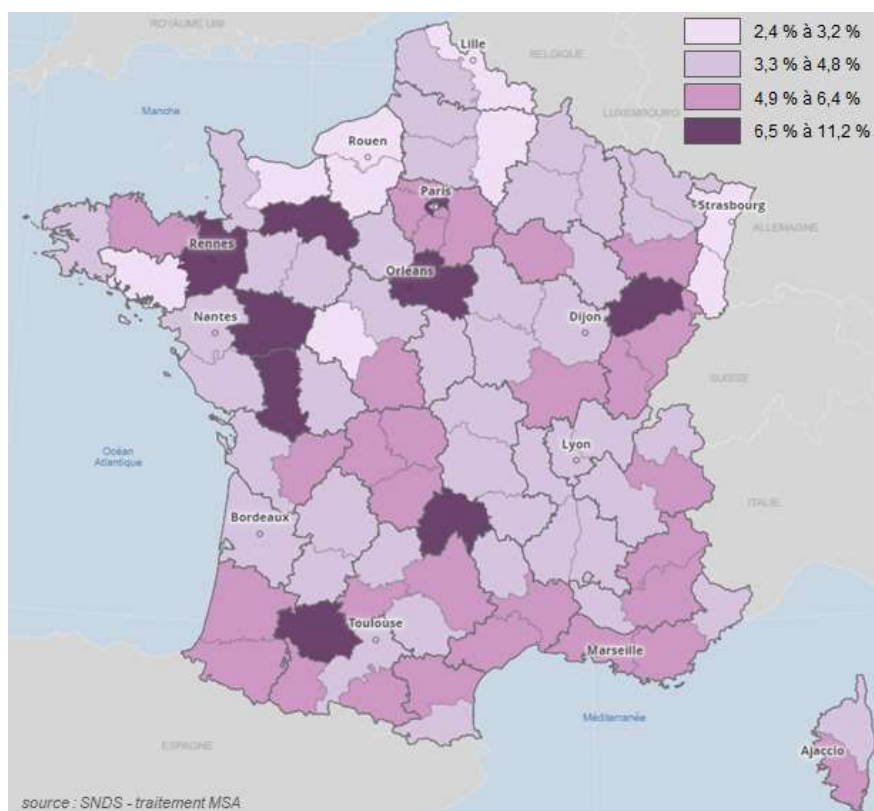 ROYAUME UNI
Lille
BELGIQUE
2,4 % à 3,2 %
3,3 % à 4,8 %
4,9 % à 6,4 %
6,5 % à 11,2 %
Manche
LUXEMBOURG
Rouen
Paris
Strasbourg
ALLEMAGNE
Rennes
Orléans
Nantes
Dijon
SUISSE
Océan
Atlantique
Lyon
ITALIE
Bordeaux
Toulouse
Marseille
Méditerranée
ESPAGNE
Ajaccio
source : SNDS - traitement MSA